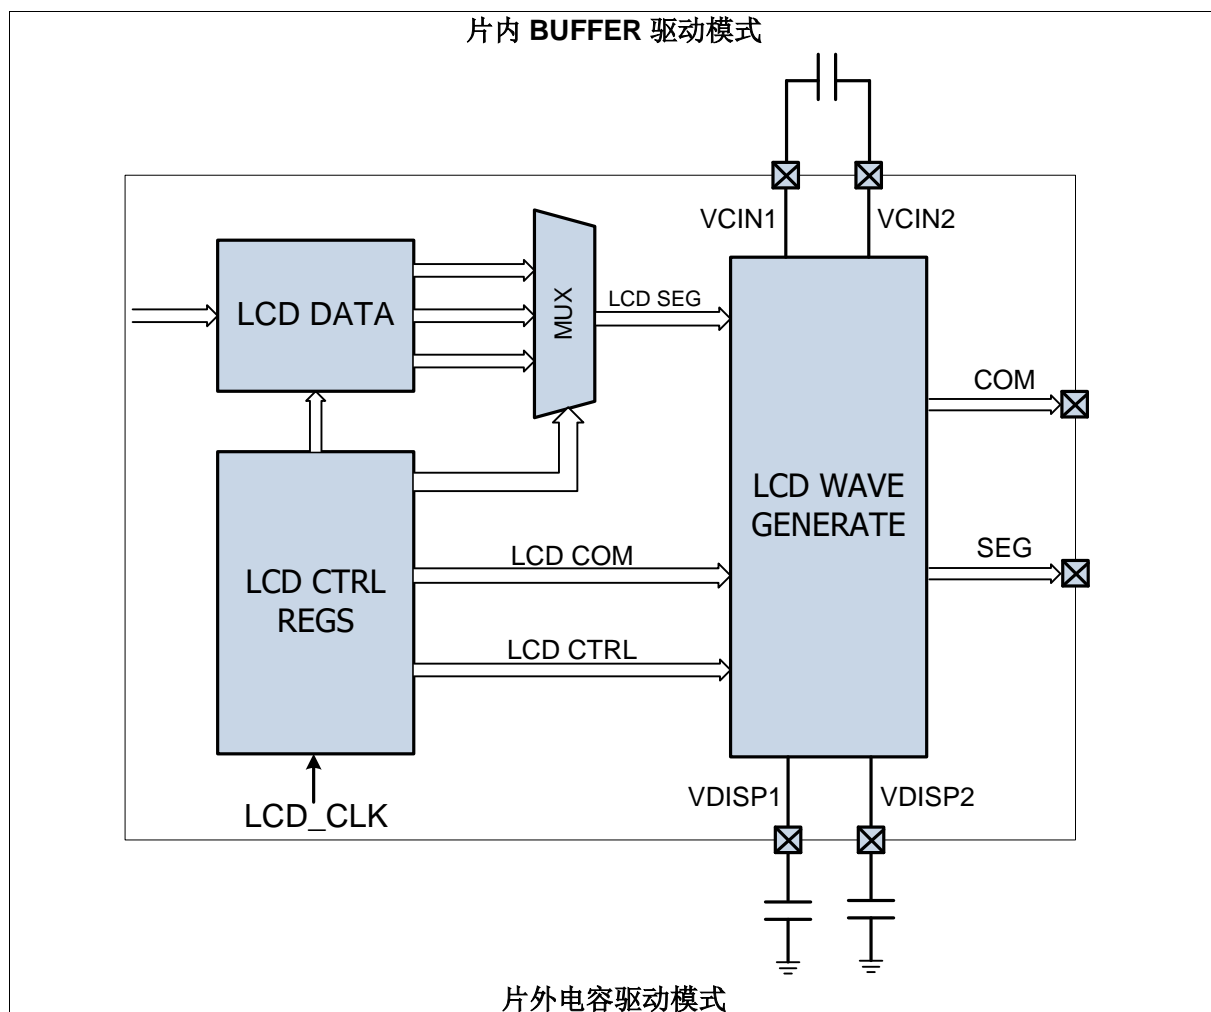 片内 BUFFER 驱动模式
VCIN1
VCIN2
LCD DATA
MUX
LCD SEG
COM
LCD WAVE
GENERATE
SEG
LCD COM
LCD CTRL
REGS
LCD CTRL
VDISP1
VDISP2
LCD_CLK
片外电容驱动模式